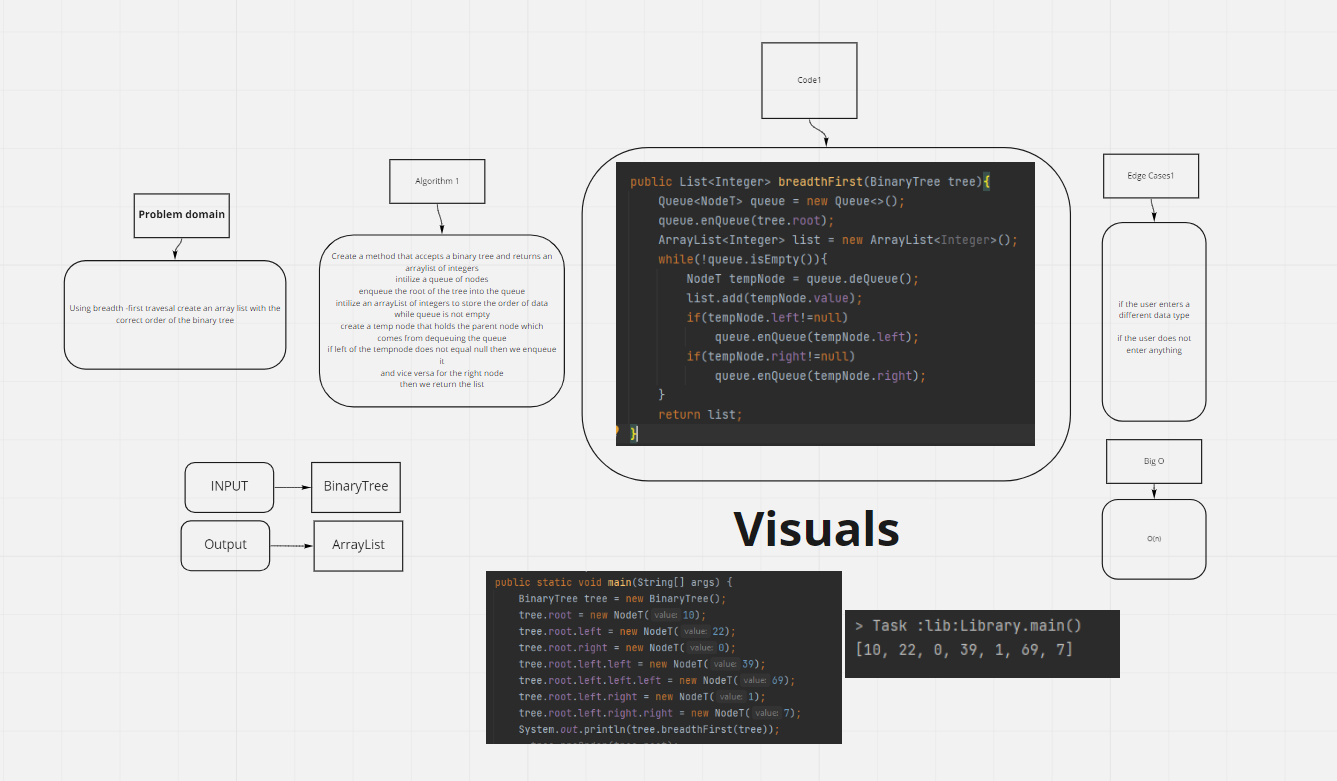 Problem domain
Using breadth -first travesal create an array list with the
correct order of the binary tree
Algorithm 1
Create a method that accepts a binary tree and returns an
arraylist of integers
intilize a queue of nodes
enqueue the root of the tree into the queue
intilize an arrayList of integers to store the order of data
while queue is not empty
create a temp node that holds the parent node which
comes from dequeuing the queue
if left of the tempnode does not equal null then we enqueue
it
and vice versa for the right node
then we return the list
Code1
public List<Integer> breadthFirst(BinaryTree tree){
Queue<NodeT> queue = new Queue<>();
queue.enQueue(tree.root);
ArrayList<Integer> list = new ArrayList<Integer>();
while(!queue.isEmpty()){
NodeT tempNode = queue.deQueue();
list.add(tempNode.value);
if(tempNode.left!=null)
queue.enQueue(tempNode.left);
if(tempNode.right!=null)
queue.enQueue(tempNode.right);
}
return list;
}
Edge Cases1
if the user enters a
different data type
if the user does not
enter anything
Big O
O(n)
INPUT
BinaryTree
Output
ArrayList
Visuals
public static void main(String[] args) {
BinaryTree tree = new BinaryTree();
tree.root = new NodeT( value: 10);
tree.root.left = new NodeT( value: 22);
tree.root.right = new NodeT( value: 0);
tree.root.left.left = new NodeT( value: 39);
tree.root.left.left.left = new NodeT( value: 69);
tree.root.left.right = new NodeT( value: 1);
tree.root.left.right.right = new NodeT( value: 7);
System.out.println(tree.breadthFirst(tree));
> Task :lib:Library.main()
[10, 22, 0, 39, 1, 69, 7]